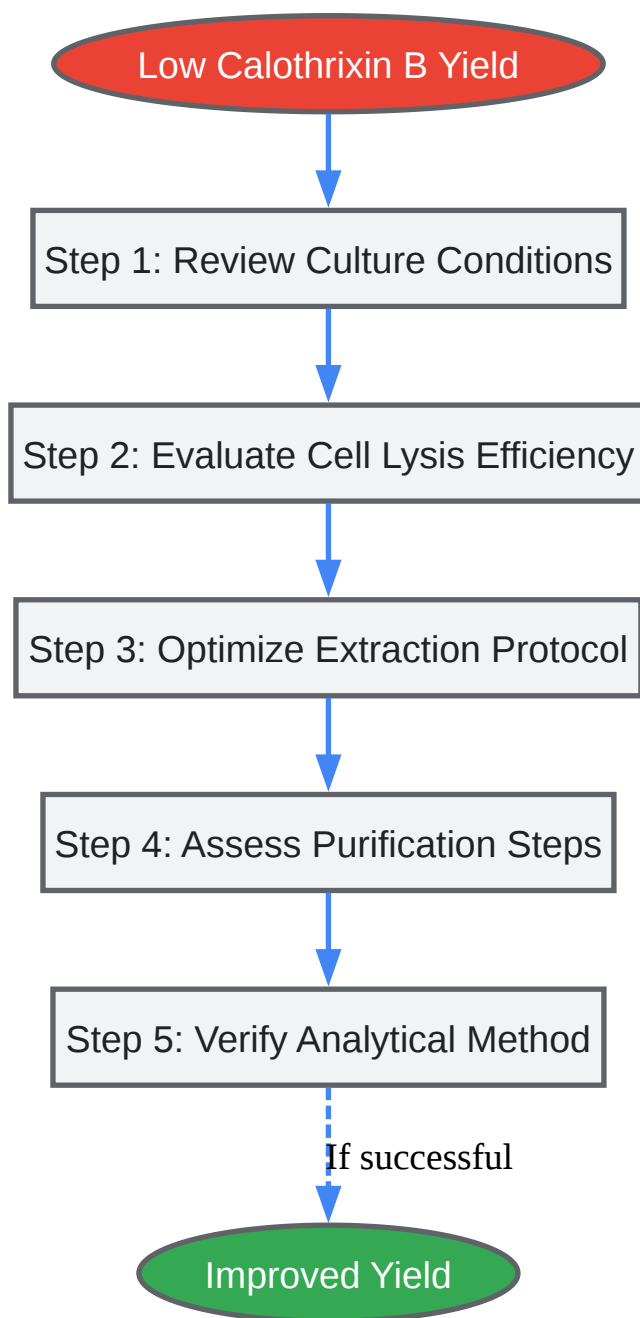 Low Calothrixin B Yield
Step 1: Review Culture Conditions
Step 2: Evaluate Cell Lysis Efficiency
Step 3: Optimize Extraction Protocol
Step 4: Assess Purification Steps
Step 5: Verify Analytical Method
If successful
Improved Yield